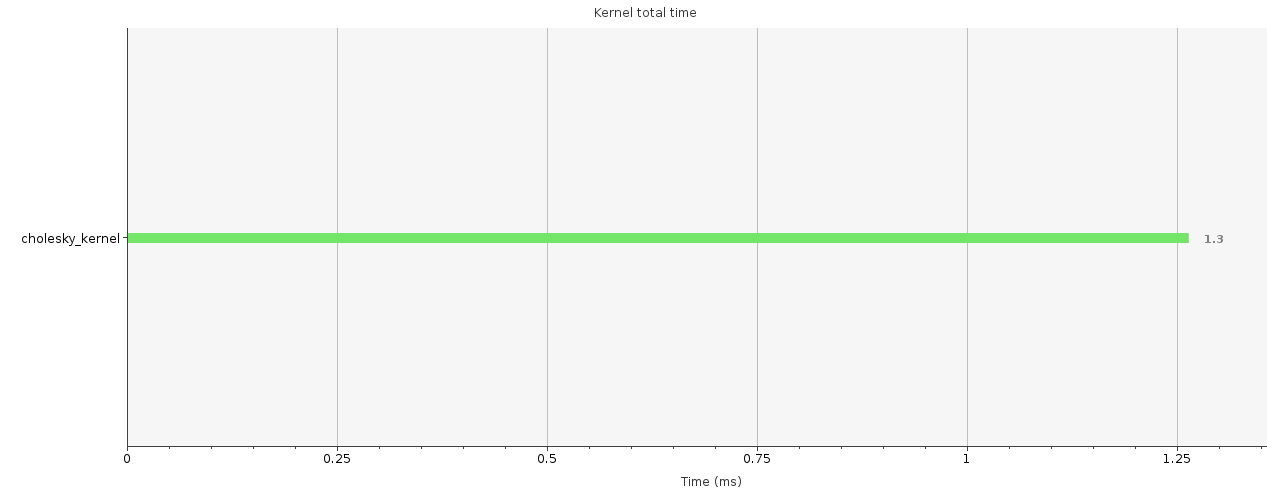 Kernel total time
cholesky_kernel
1.3
0 0.25 0.5 0.75 1 1.25
Time (ms)